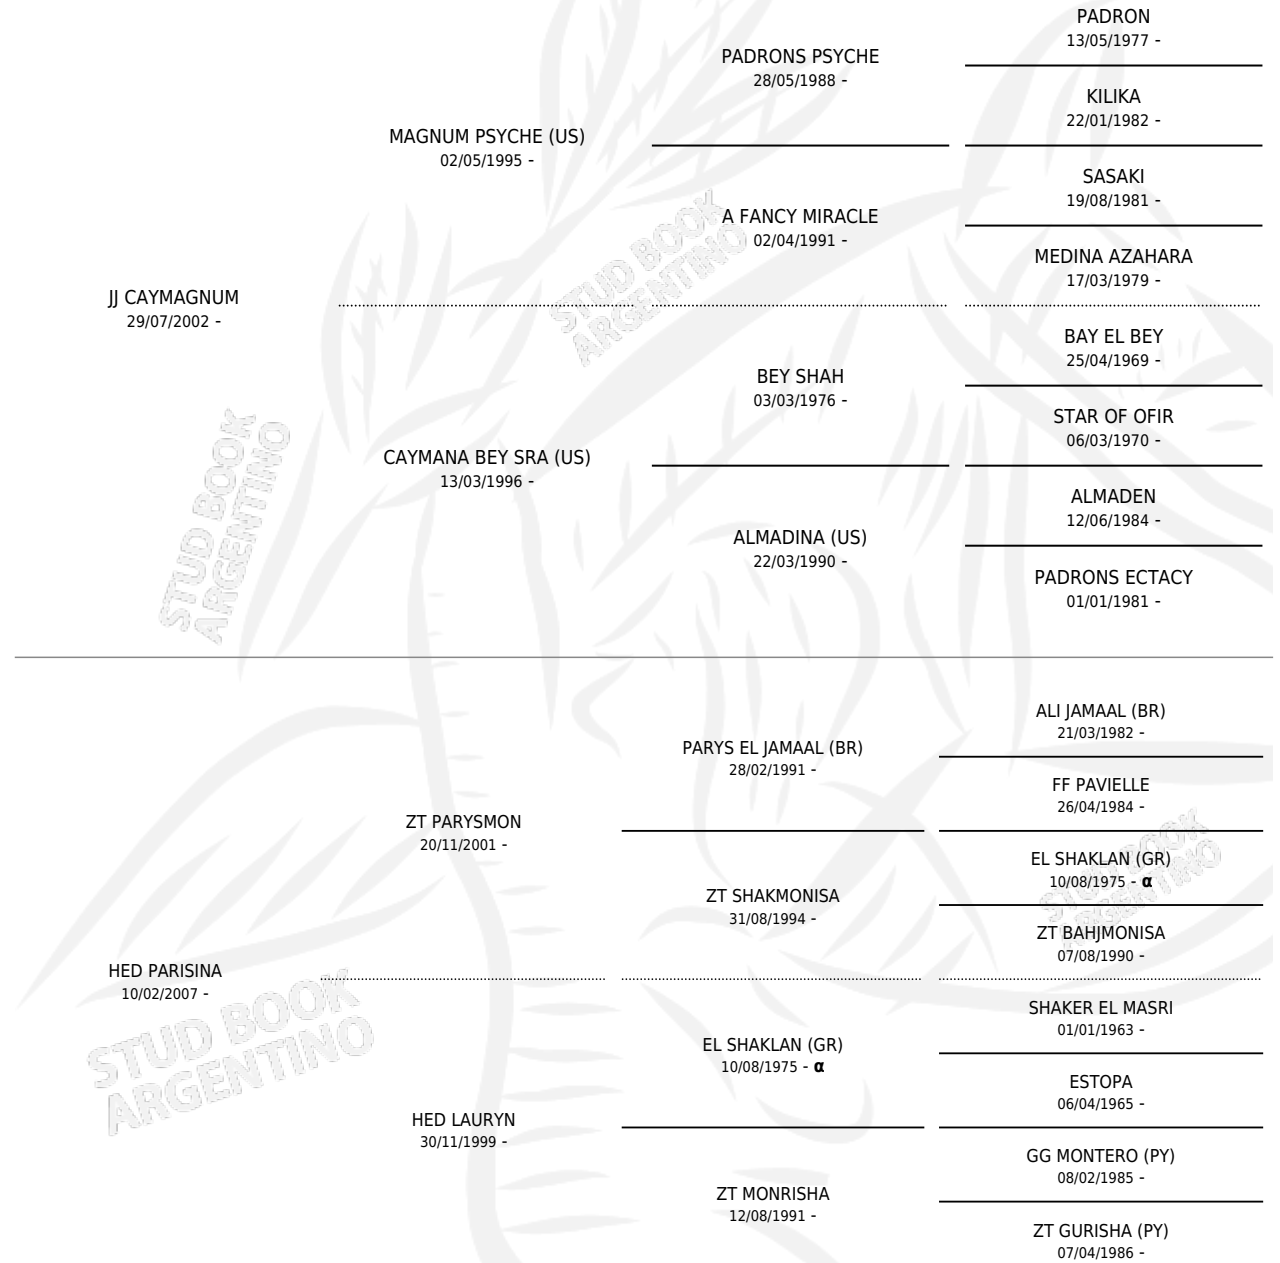 PADRON
13/05/1977 -
PADRONS PSYCHE
28/05/1988 -
KILIKA
22/01/1982 -
MAGNUM PSYCHE (US)
02/05/1995 -
SASAKI
19/08/1981 -
A FANCY MIRACLE
02/04/1991 -
MEDINA AZAHARA
17/03/1979 -
JJ CAYMAGNUM
29/07/2002 -
BAY EL BEY
25/04/1969 -
BEY SHAH
03/03/1976 -
STAR OF OFIR
06/03/1970 -
CAYMANA BEY SRA (US)
13/03/1996 -
ALMADEN
12/06/1984 -
ALMADINA (US)
22/03/1990 -
PADRONS ECTACY
01/01/1981 -
ALI JAMAAL (BR)
21/03/1982 -
PARYS EL JAMAAL (BR)
28/02/1991 -
FF PAVIELLE
26/04/1984 -
ZT PARYSMON
20/11/2001 -
EL SHAKLAN (GR)
10/08/1975 - α
ZT SHAKMONISA
31/08/1994 -
ZT BAHJMONISA
07/08/1990 -
HED PARISINA
10/02/2007 -
SHAKER EL MASRI
01/01/1963 -
EL SHAKLAN (GR)
10/08/1975 - α
ESTOPA
06/04/1965 -
HED LAURYN
30/11/1999 -
GG MONTERO (PY)
08/02/1985 -
ZT MONRISHA
12/08/1991 -
ZT GURISHA (PY)
07/04/1986 -
STUD BOOK
ARGENTINO
STUD BOOK
ARGENTINO
STUD BOOK
ARGENTINO
STUD BOOK
ARGENTINO